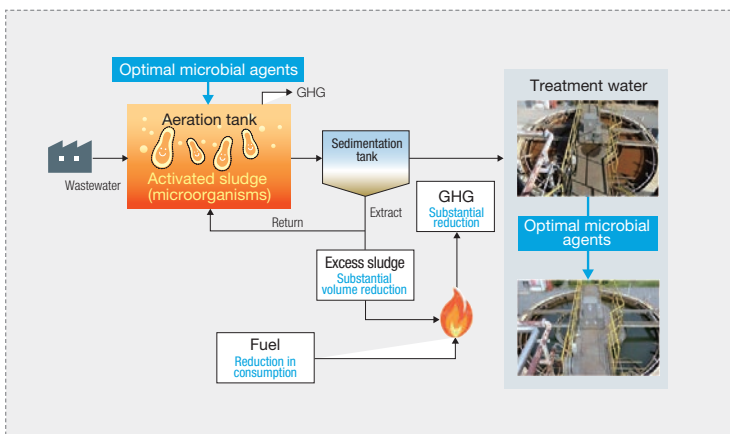 Optimal microbial agents
GHG
Aeration tank
Activated sludge
(microorganisms)
Wastewater
Sedimentation
tank
Return
Extract
Excess sludge
Substantial
volume reduction
GHG
Substantial
reduction
Fuel
Reduction in
consumption
Treatment water
Optimal microbial
agents